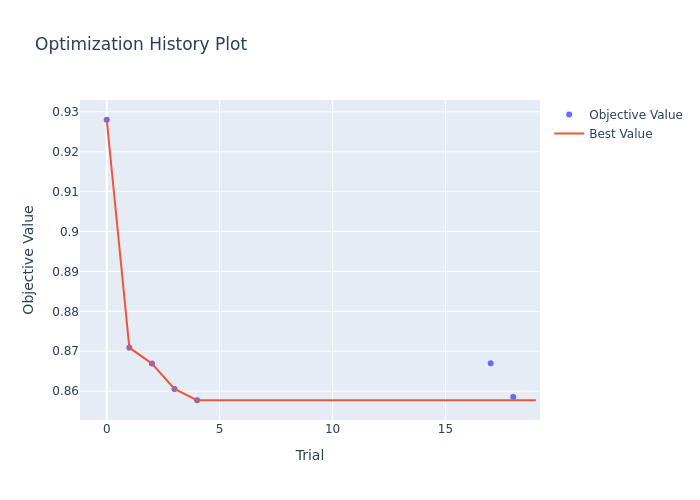 Optimization History Plot
0.93
0.92
0.91
0.9
0.89
0.88
0.87
0.86
Objective Value
0
5
10
15
Trial
Objective Value
Best Value